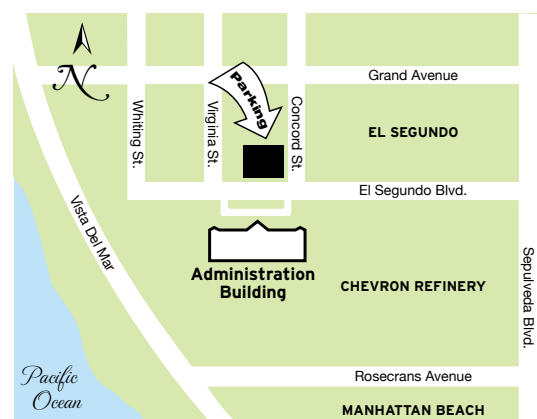 N
Grand Avenue
Parking
Whiting St.
Virginia St.
Concord St.
EL SEGUNDO
El Segundo Blvd.
Vista Del Mar
Administration
Building
CHEVRON REFINERY
Sepulveda Blvd.
Pacific
Ocean
Rosecrans Avenue
MANHATTAN BEACH